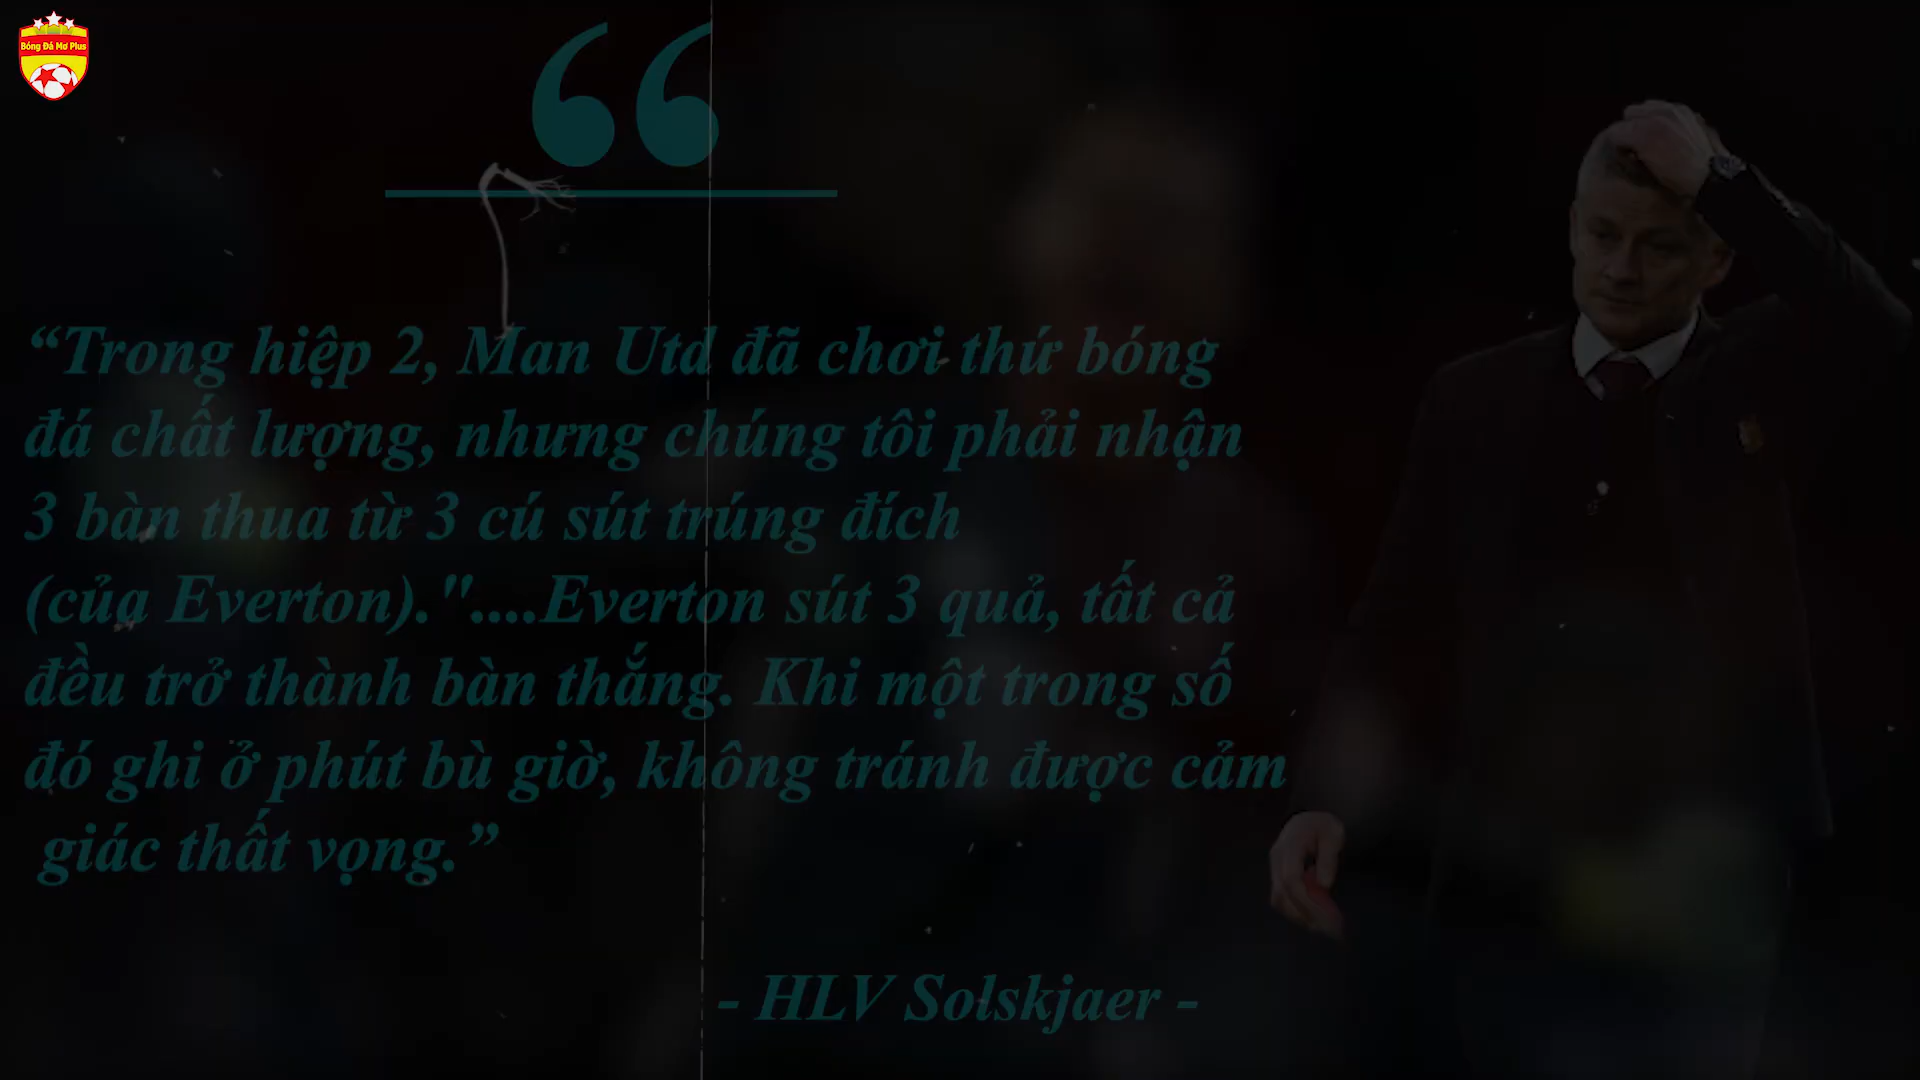 Bóng Đá Mơ Plus
“
“Trong hiệp 2, Man Utd đã chơi thứ bóng
đá chất lượng, nhưng chúng tôi phải nhận
3 bàn thua từ 3 cú sút trúng đích
(của Everton)."....Everton sút 3 quả, tất cả
đều trở thành bàn thắng. Khi một trong số
đó ghi ở phút bù giờ, không tránh được cảm
giác thất vọng.”
- HLV Solskjaer -